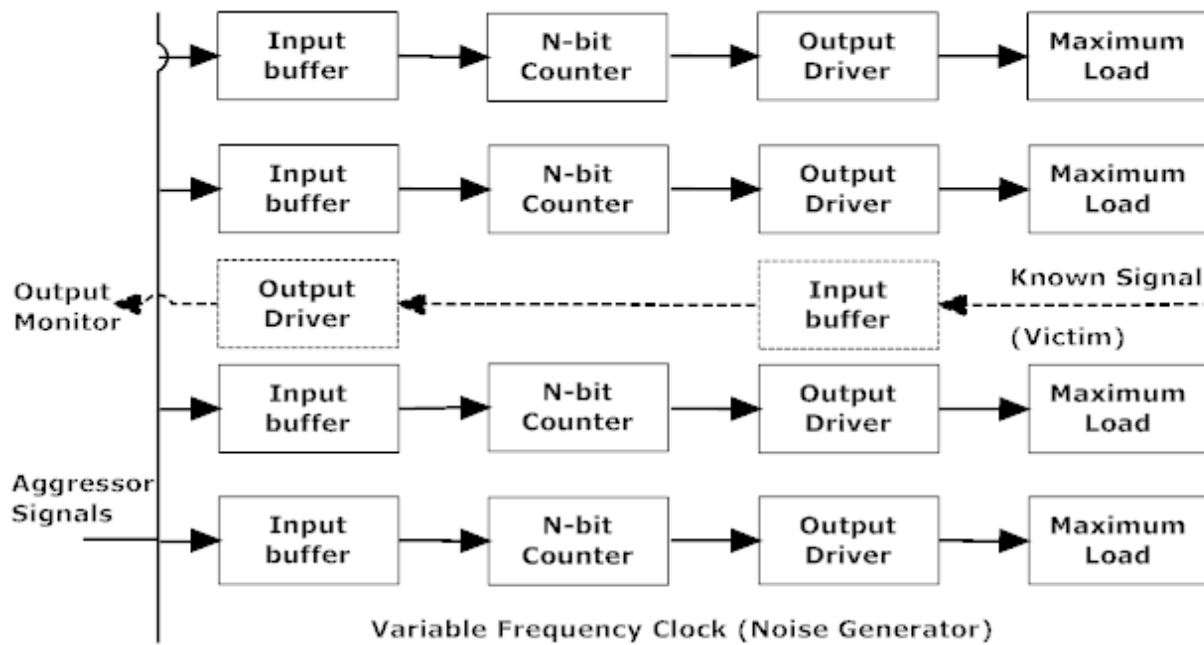 Input
buffer
N-bit
Counter
Output
Driver
Maximum
Load
Input
buffer
N-bit
Counter
Output
Driver
Maximum
Load
Output
Monitor
Output
Driver
Input
buffer
Known Signal
(Victim)
Input
buffer
N-bit
Counter
Output
Driver
Maximum
Load
Aggressor
Signals
Input
buffer
N-bit
Counter
Output
Driver
Maximum
Load
Variable Frequency Clock (Noise Generator)